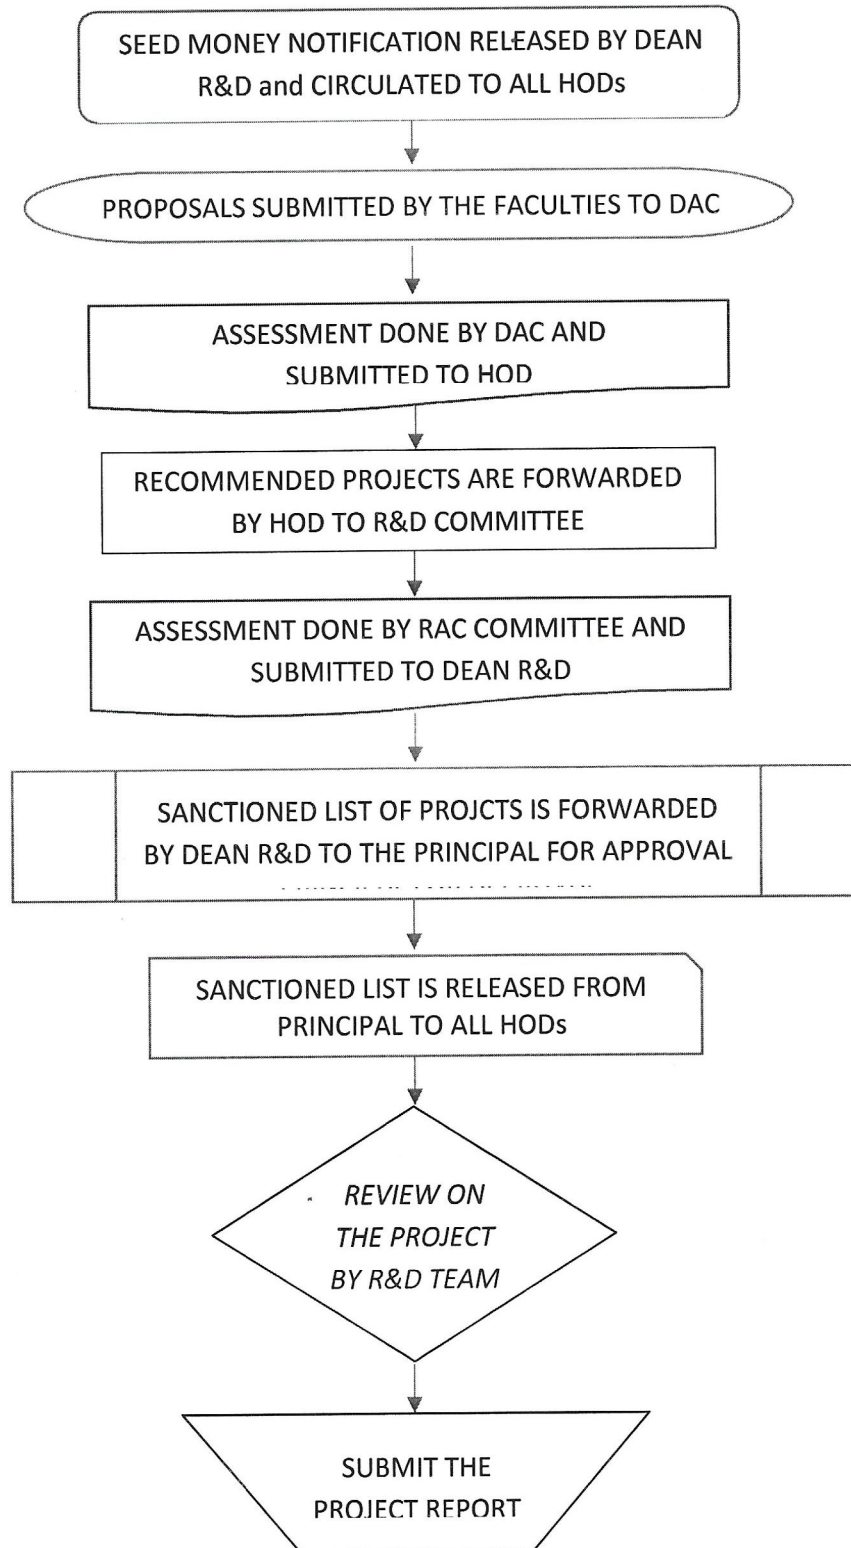 SEED MONEY NOTIFICATION RELEASED BY DEAN
R&D and CIRCULATED TO ALL HODs
PROPOSALS SUBMITTED BY THE FACULTIES TO DAC
ASSESSMENT DONE BY DAC AND
SUBMITTED TO HOD
RECOMMENDED PROJECTS ARE FORWARDED
BY HOD TO R&D COMMITTEE
ASSESSMENT DONE BY RAC COMMITTEE AND
SUBMITTED TO DEAN R&D
SANCTIONED LIST OF PROJCTS IS FORWARDED
BY DEAN R&D TO THE PRINCIPAL FOR APPROVAL
SANCTIONED LIST IS RELEASED FROM
PRINCIPAL TO ALL HODs
REVIEW ON
THE PROJECT
BY R&D TEAM
SUBMIT THE
PROJECT REPORT